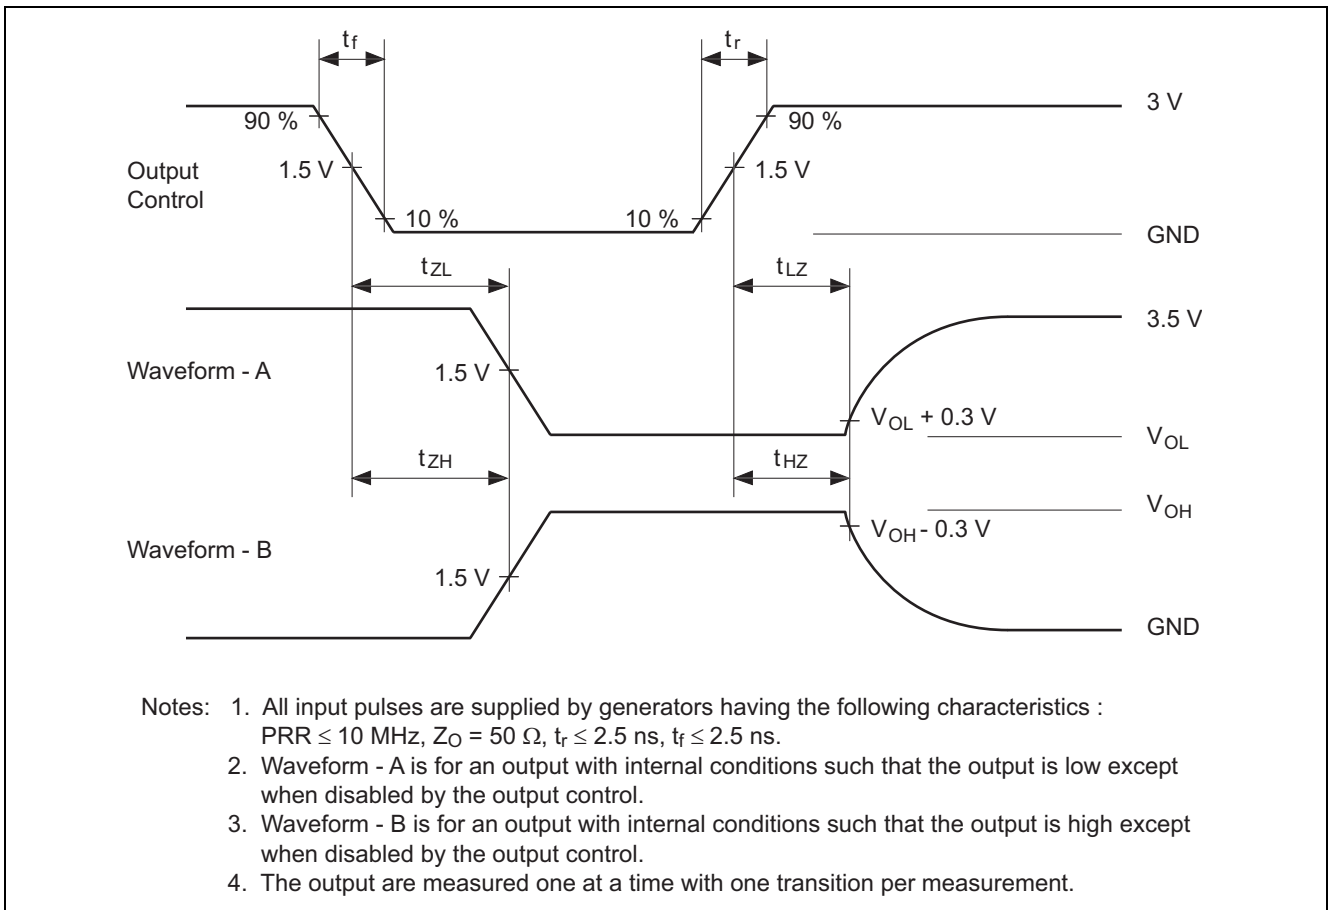 tf
tr
3 V
90 %
90 %
Output
Control
1.5 V
1.5 V
10 %
10 %
GND
tZL
tLZ
3.5 V
Waveform - A
1.5 V
VOL + 0.3 V
VOL
tZH
tHZ
VOH
VOH - 0.3 V
Waveform - B
1.5 V
GND
Notes: 1. All input pulses are supplied by generators having the following characteristics :
PRR ≤ 10 MHz, ZO = 50 Ω, tr ≤ 2.5 ns, tf ≤ 2.5 ns.
2. Waveform - A is for an output with internal conditions such that the output is low except
when disabled by the output control.
3. Waveform - B is for an output with internal conditions such that the output is high except
when disabled by the output control.
4. The output are measured one at a time with one transition per measurement.